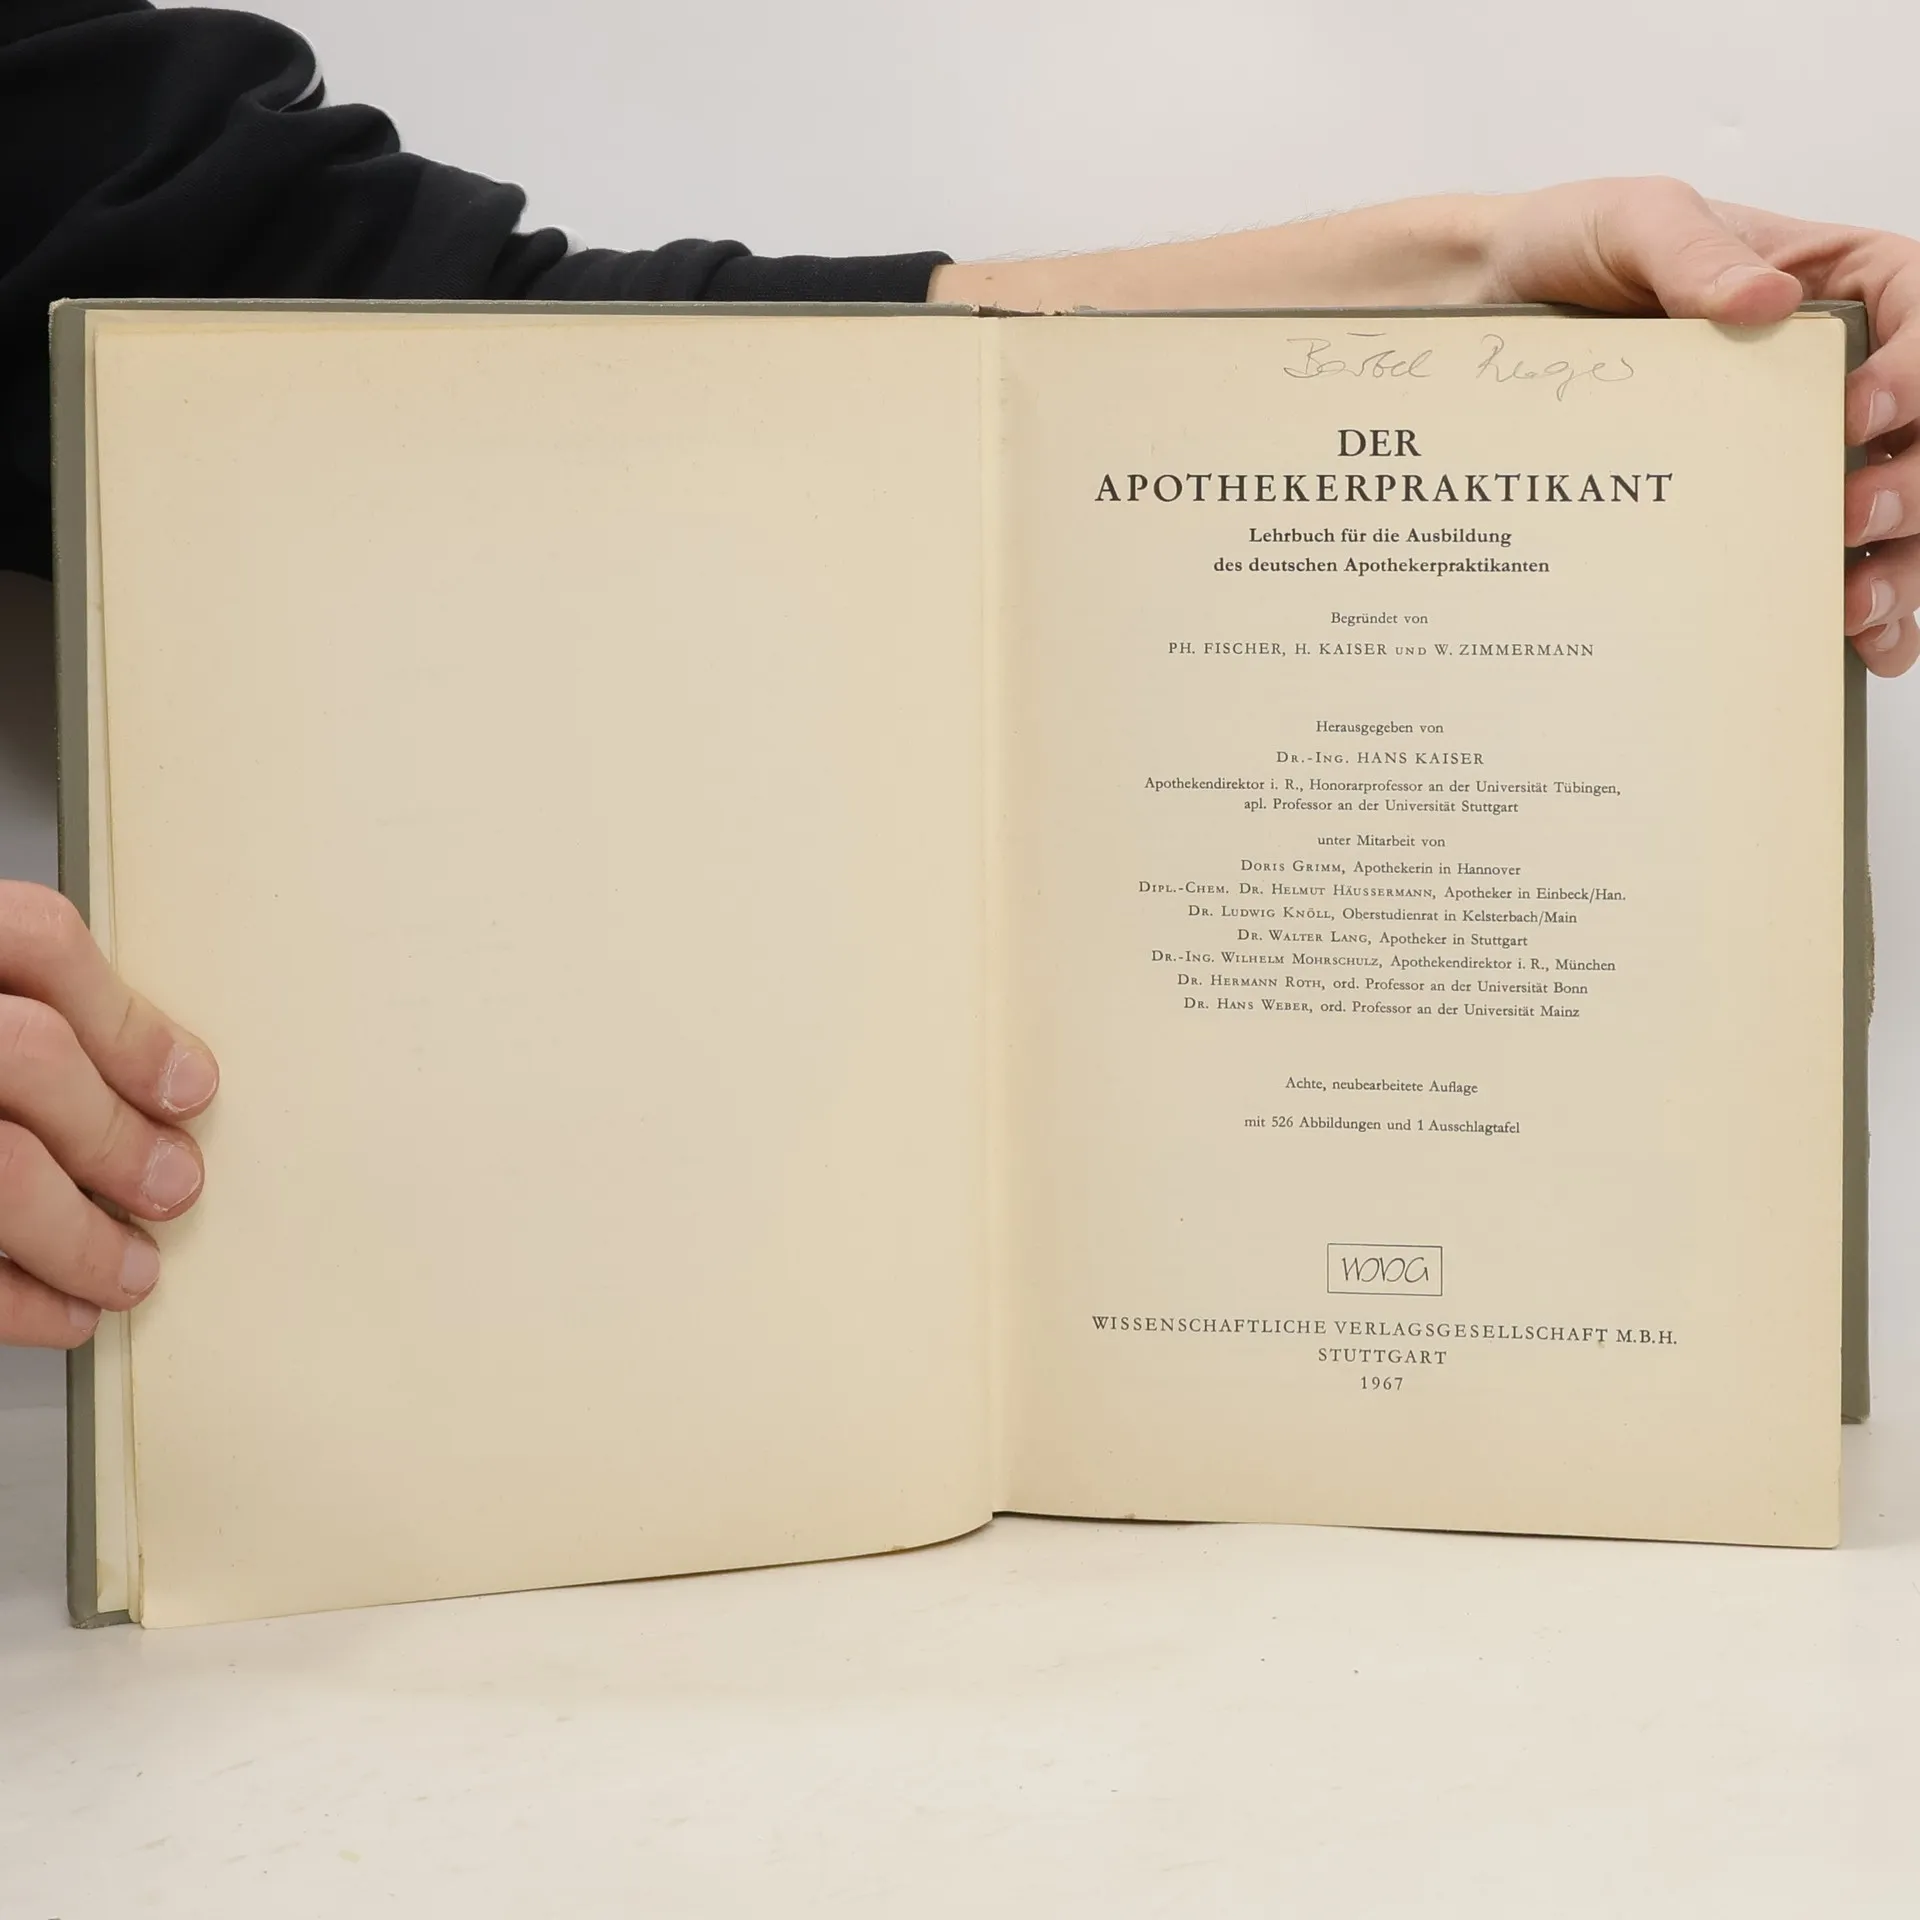 Bärbel
DER
APOTHEKERPRAKTIKANT
Lehrbuch für die Ausbildung
des deutschen Apothekerpraktikanten
Begründet von
PH. FISCHER, H. KAISER UND W. ZIMMERMANN
Herausgegeben von
DR.-ING. HANS KAISER
Apothekendirektor i. R., Honorarprofessor an der Universität Tübingen,
apl. Professor an der Universität Stuttgart
unter Mitarbeit von
DORIS GRIMM, Apothekerin in Hannover
DIPL.-CHEM. DR. HELMUT HÄUSSERMANN, Apotheker in Einbeck/Han.
DR. LUDWIG KNÖLL, Oberstudienrat in Kelsterbach/Main
DR. WALTER LANG, Apotheker in Stuttgart
DR.-ING. WILHELM MOHRSCHULZ, Apothekendirektor i. R., München
DR. HERMANN ROTH, ord. Professor an der Universität Bonn
DR. HANS WEBER, ord. Professor an der Universität Mainz
Achte, neubearbeitete Auflage
mit 526 Abbildungen und 1 Ausschlagtafel
WVG
WISSENSCHAFTLICHE VERLAGSGESELLSCHAFT M.B.H.
STUTTGART
1967